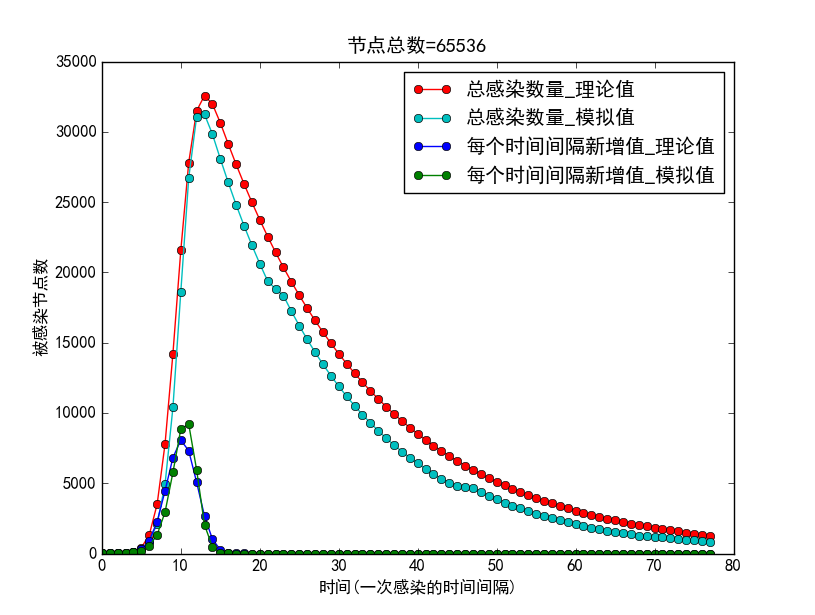 节点总数=65536
35000
30000
25000
20000
15000
10000
5000
0
被感染节点数
总感染数量_理论值
总感染数量_模拟值
每个时间间隔新增值_理论值
每个时间间隔新增值_模拟值
0 10 20 30 40 50 60 70 80
时间(一次感染的时间间隔)